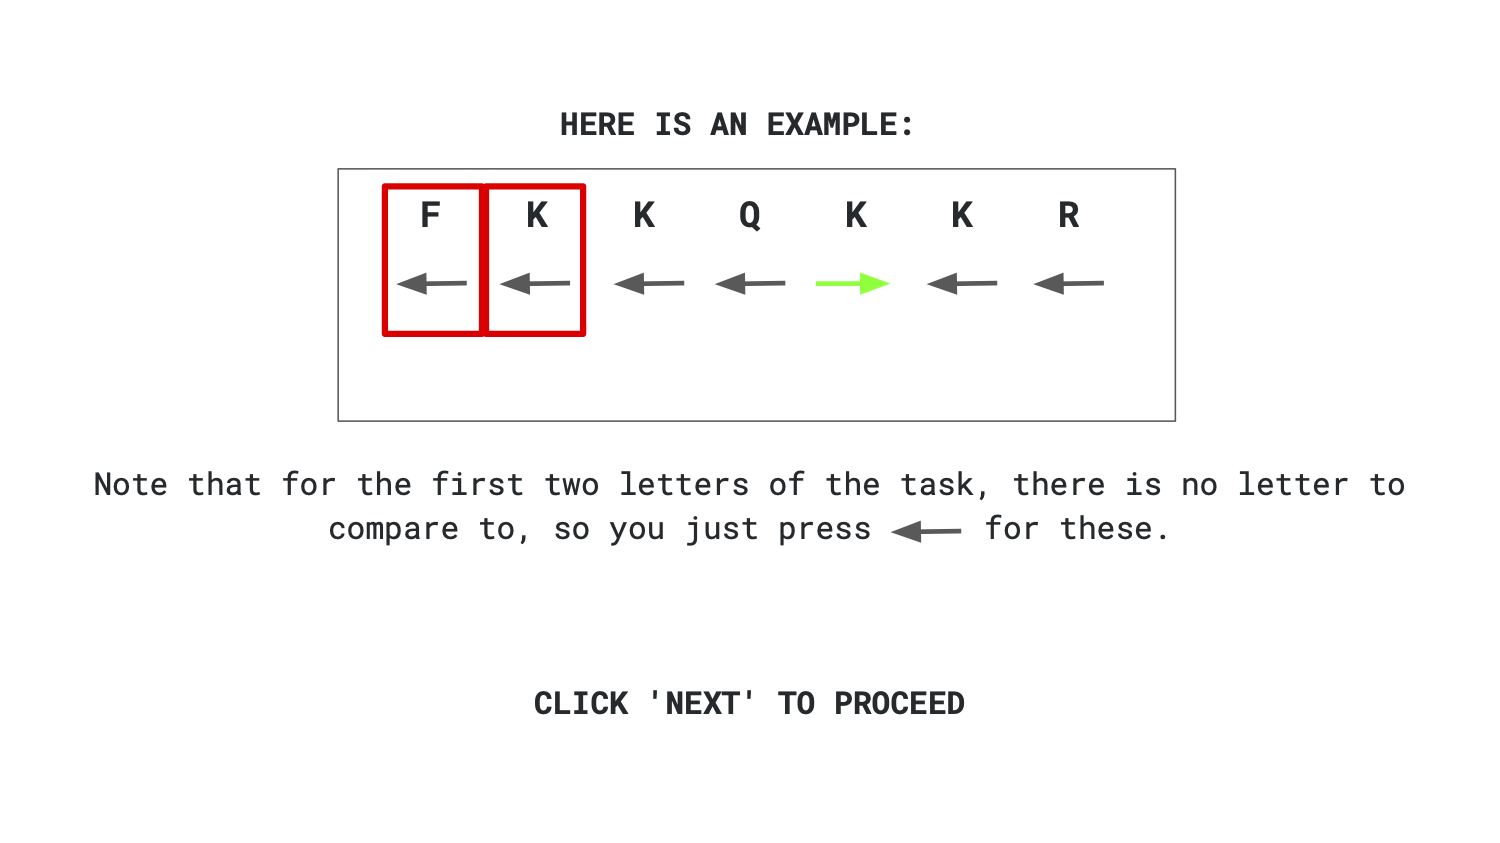 HERE IS AN EXAMPLE:
F K K Q K K R
Note that for the first two letters of the task, there is no letter to
compare to, so you just press for these.
CLICK 'NEXT' TO PROCEED